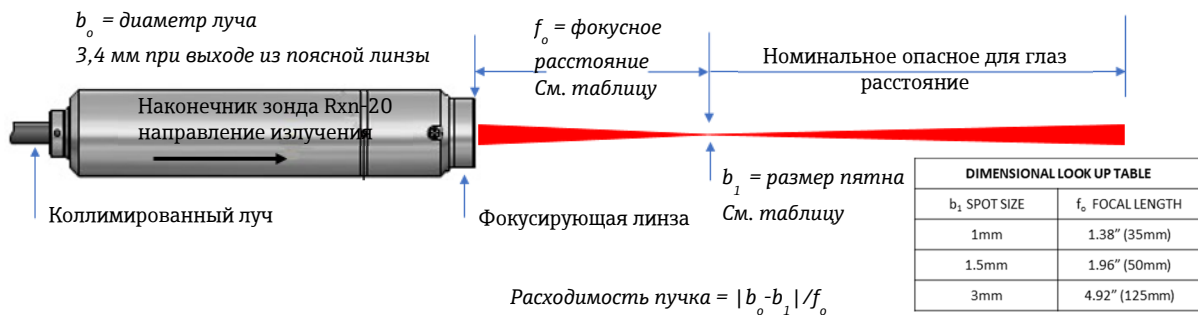 b₀ = диаметр луча
3,4 мм при выходе из поясной линзы
f₀ = фокусное
расстояние
См. таблицу
Номинальное опасное для глаз
расстояние
Наконечник зонда Rxn-20
направление излучения
Коллимированный луч
Фокусирующая линза
b₁ = размер пятна
См. таблицу
DIMENSIONAL LOOK UP TABLE
b₁ SPOT SIZE f₀ FOCAL LENGTH
1mm 1.38” (35mm)
1.5mm 1.96” (50mm)
3mm 4.92” (125mm)
Расходимость пучка = |b₀-b₁|/f₀